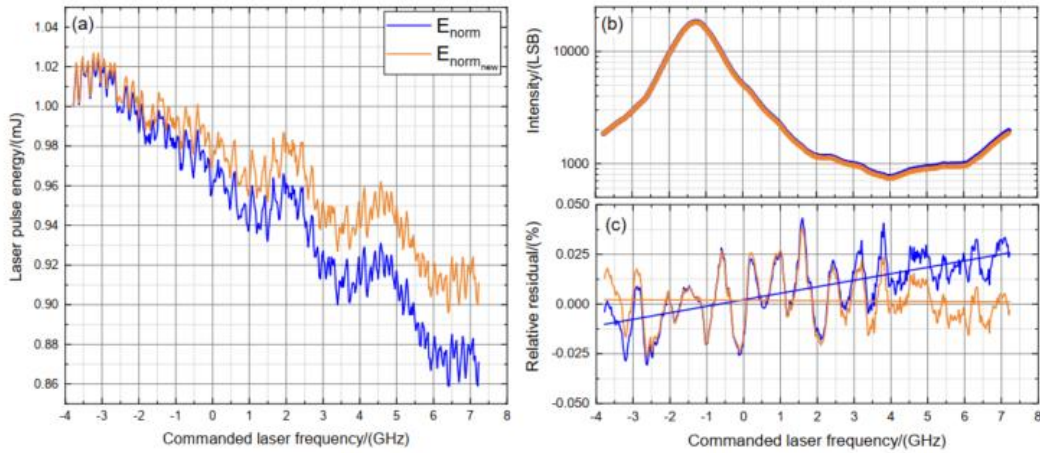 (a)
E_norm
E_norm_new
Laser pulse energy/(mJ)
1.04
1.02
1.00
0.98
0.96
0.94
0.92
0.90
0.88
0.86
-4 -3 -2 -1 0 1 2 3 4 5 6 7 8
Commanded laser frequency/(GHz)
(b)
Intensity/(LSB)
10000
1000
(c)
Relative residual/(%)
0.050
0.025
0.000
-0.025
-0.050
-4 -3 -2 -1 0 1 2 3 4 5 6 7 8
Commanded laser frequency/(GHz)